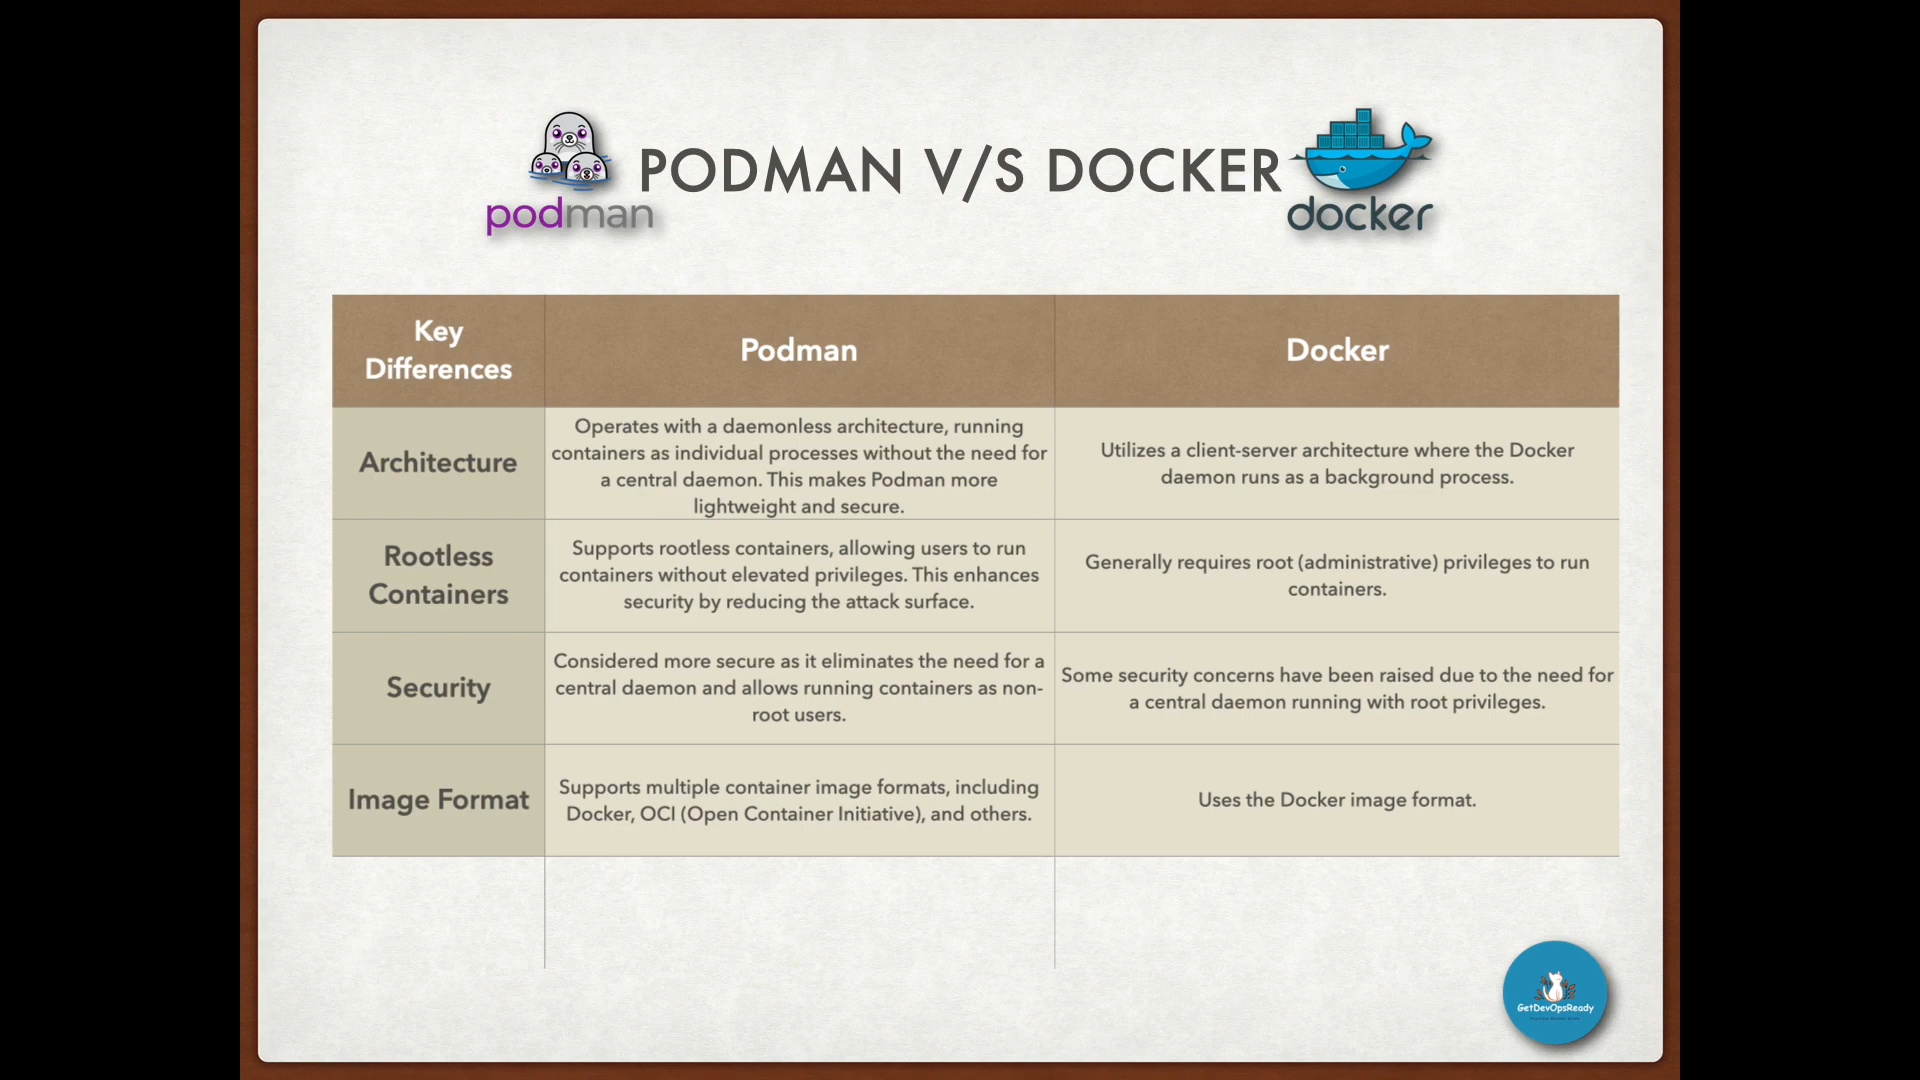 PODMAN V/S DOCKER
podman
docker
Key
Differences
Podman
Docker
Architecture
Operates with a daemonless architecture, running
containers as individual processes without the need for
a central daemon. This makes Podman more
lightweight and secure.
Utilizes a client-server architecture where the Docker
daemon runs as a background process.
Rootless
Containers
Supports rootless containers, allowing users to run
containers without elevated privileges. This enhances
security by reducing the attack surface.
Generally requires root (administrative) privileges to run
containers.
Security
Considered more secure as it eliminates the need for a
central daemon and allows running containers as non-
root users.
Some security concerns have been raised due to the need for
a central daemon running with root privileges.
Image Format
Supports multiple container image formats, including
Docker, OCI (Open Container Initiative), and others.
Uses the Docker image format.
GetDevOpsReady